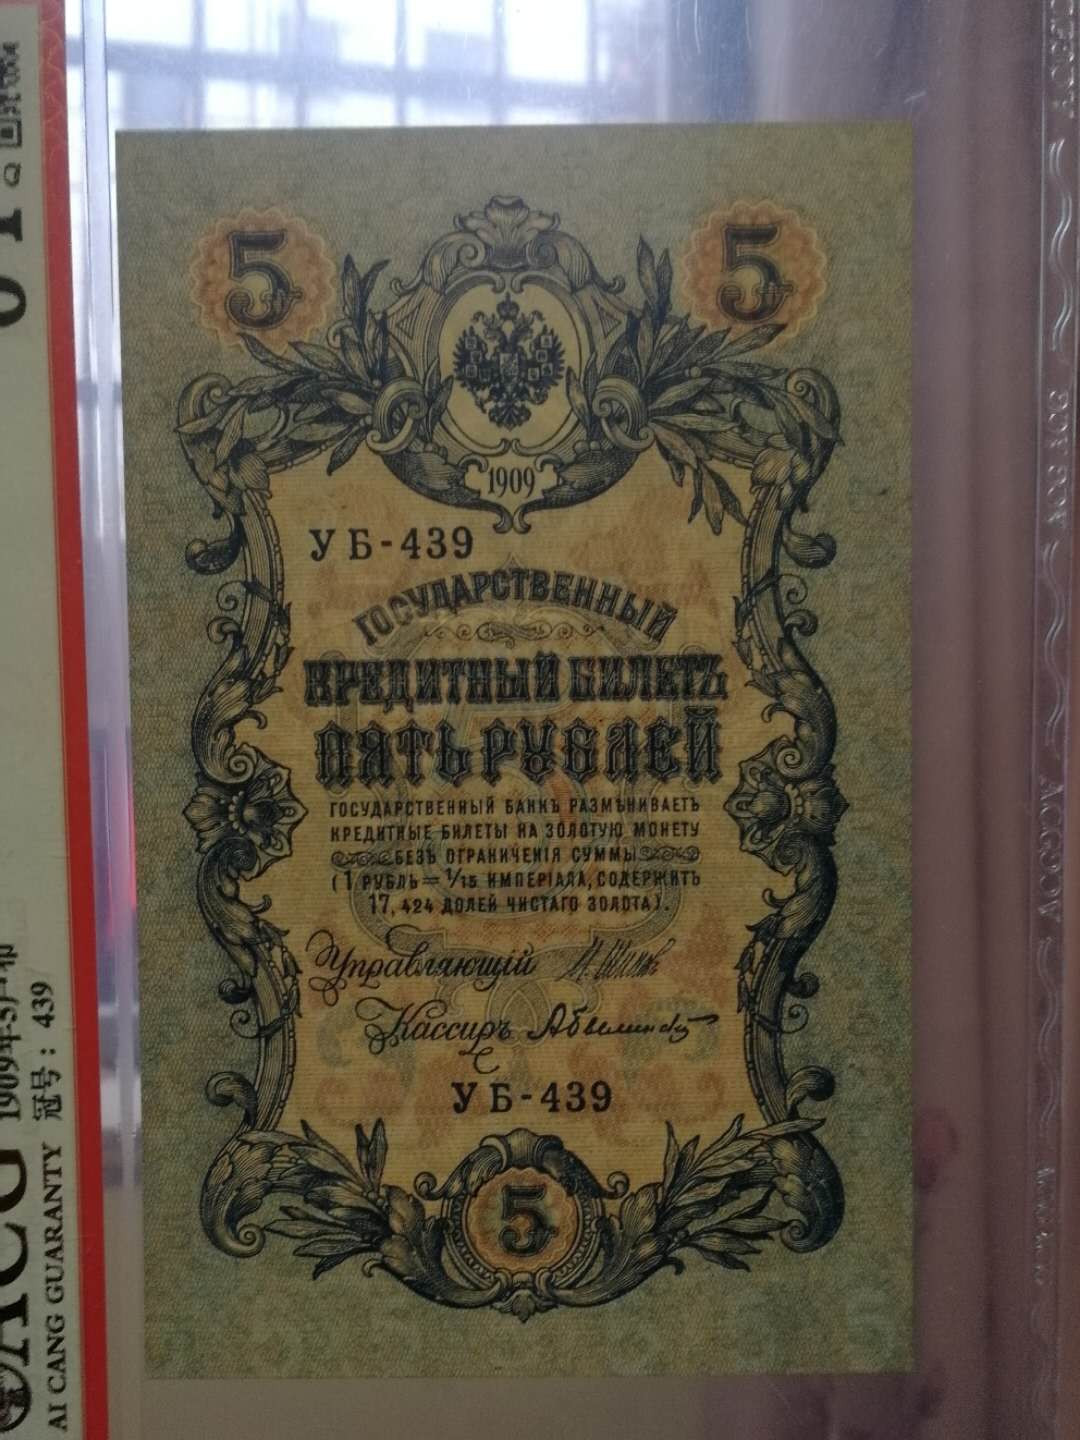 5 5
1909
УБ-439
ГОСУДАРСТВЕННЫЙ
КРЕДИТНЫЙ БИЛЕТЪ
ПЯТЬ РУБЛЕЙ
ГОСУДАРСТВЕННЫЙ БАНКЪ РАЗМѢНИВАЕТЪ
КРЕДИТНЫЕ БИЛЕТЫ НА ЗОЛОТУЮ МОНЕТУ
БЕЗЪ ОГРАНИЧЕНІЯ СУММЫ
(1 РУБЛЬ = 1/15 ИМПЕРІАЛА, СОДЕРЖИТЪ
17,424 ДОЛЕЙ ЧИСТАГО ЗОЛОТА).
Управляющій
Кассиръ
УБ-439
5
冠号：439
AI CANG GUARANTY